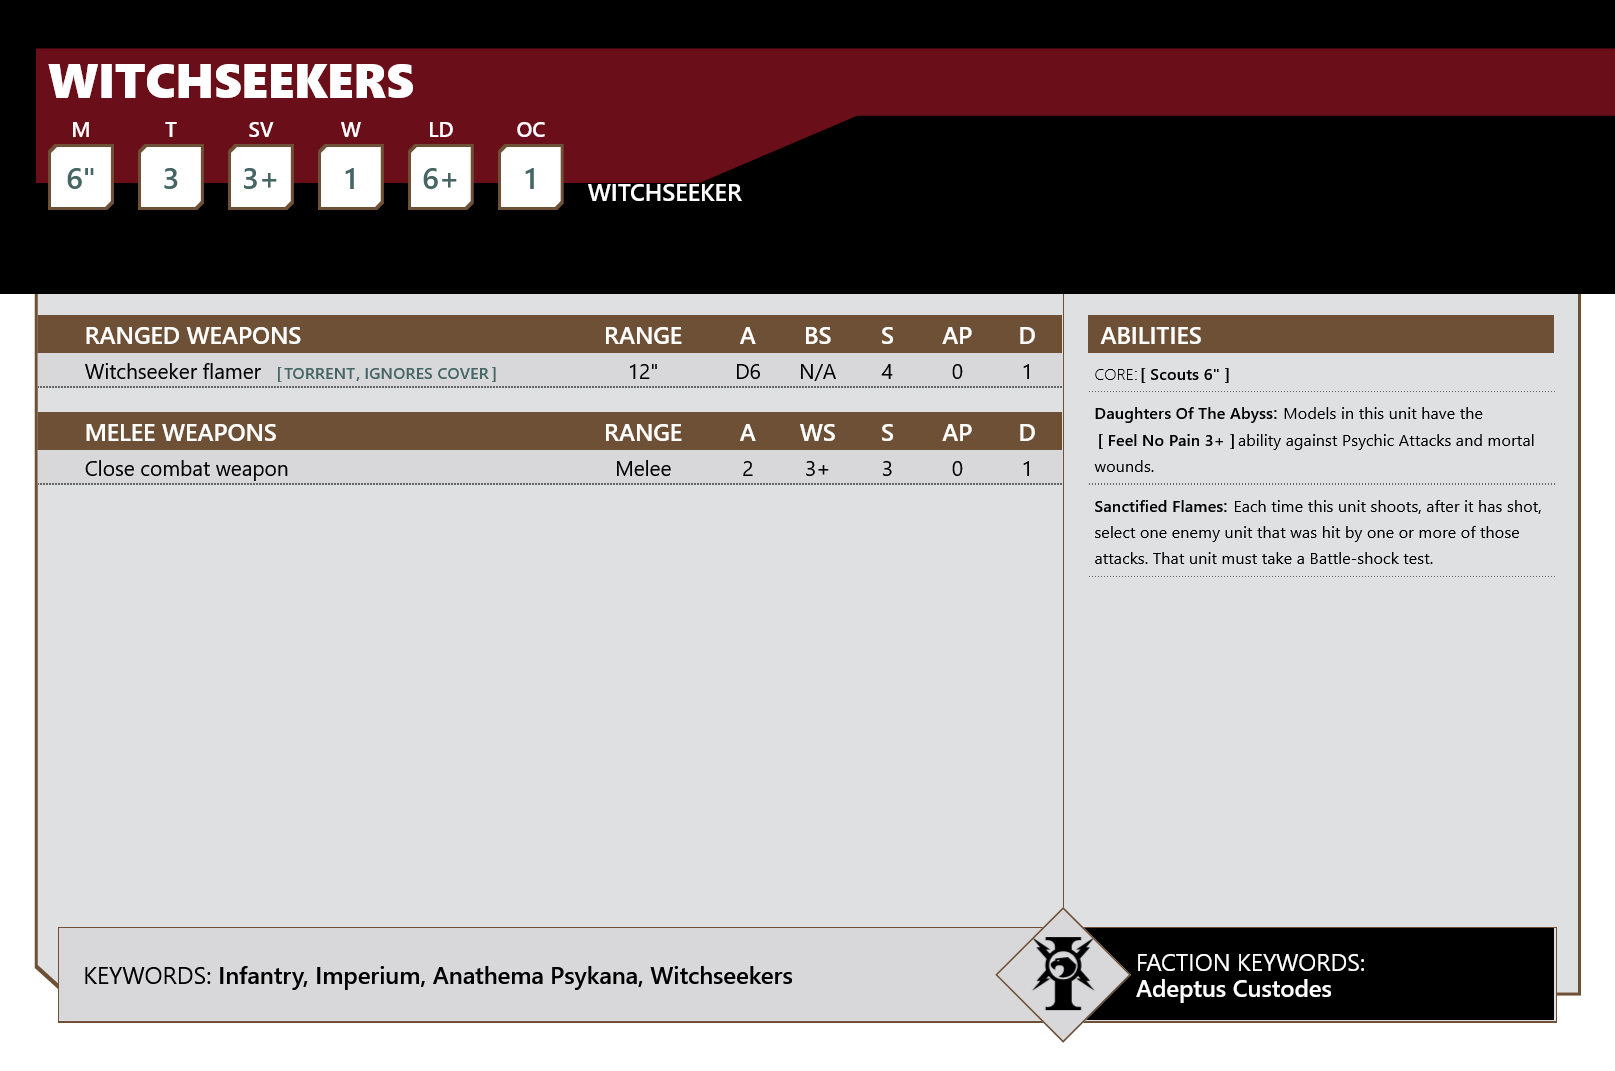 WITCHSEEKERS
M T SV W LD OC
6" 3 3+ 1 6+ 1 WITCHSEEKER
RANGED WEAPONS RANGE A BS S AP D
Witchseeker flamer [TORRENT, IGNORES COVER] 12" D6 N/A 4 0 1
MELEE WEAPONS RANGE A WS S AP D
Close combat weapon Melee 2 3+ 3 0 1
ABILITIES
CORE: [ Scouts 6" ]
Daughters Of The Abyss: Models in this unit have the
[ Feel No Pain 3+ ] ability against Psychic Attacks and mortal
wounds.
Sanctified Flames: Each time this unit shoots, after it has shot,
select one enemy unit that was hit by one or more of those
attacks. That unit must take a Battle-shock test.
KEYWORDS: Infantry, Imperium, Anathema Psykana, Witchseekers
FACTION KEYWORDS:
Adeptus Custodes